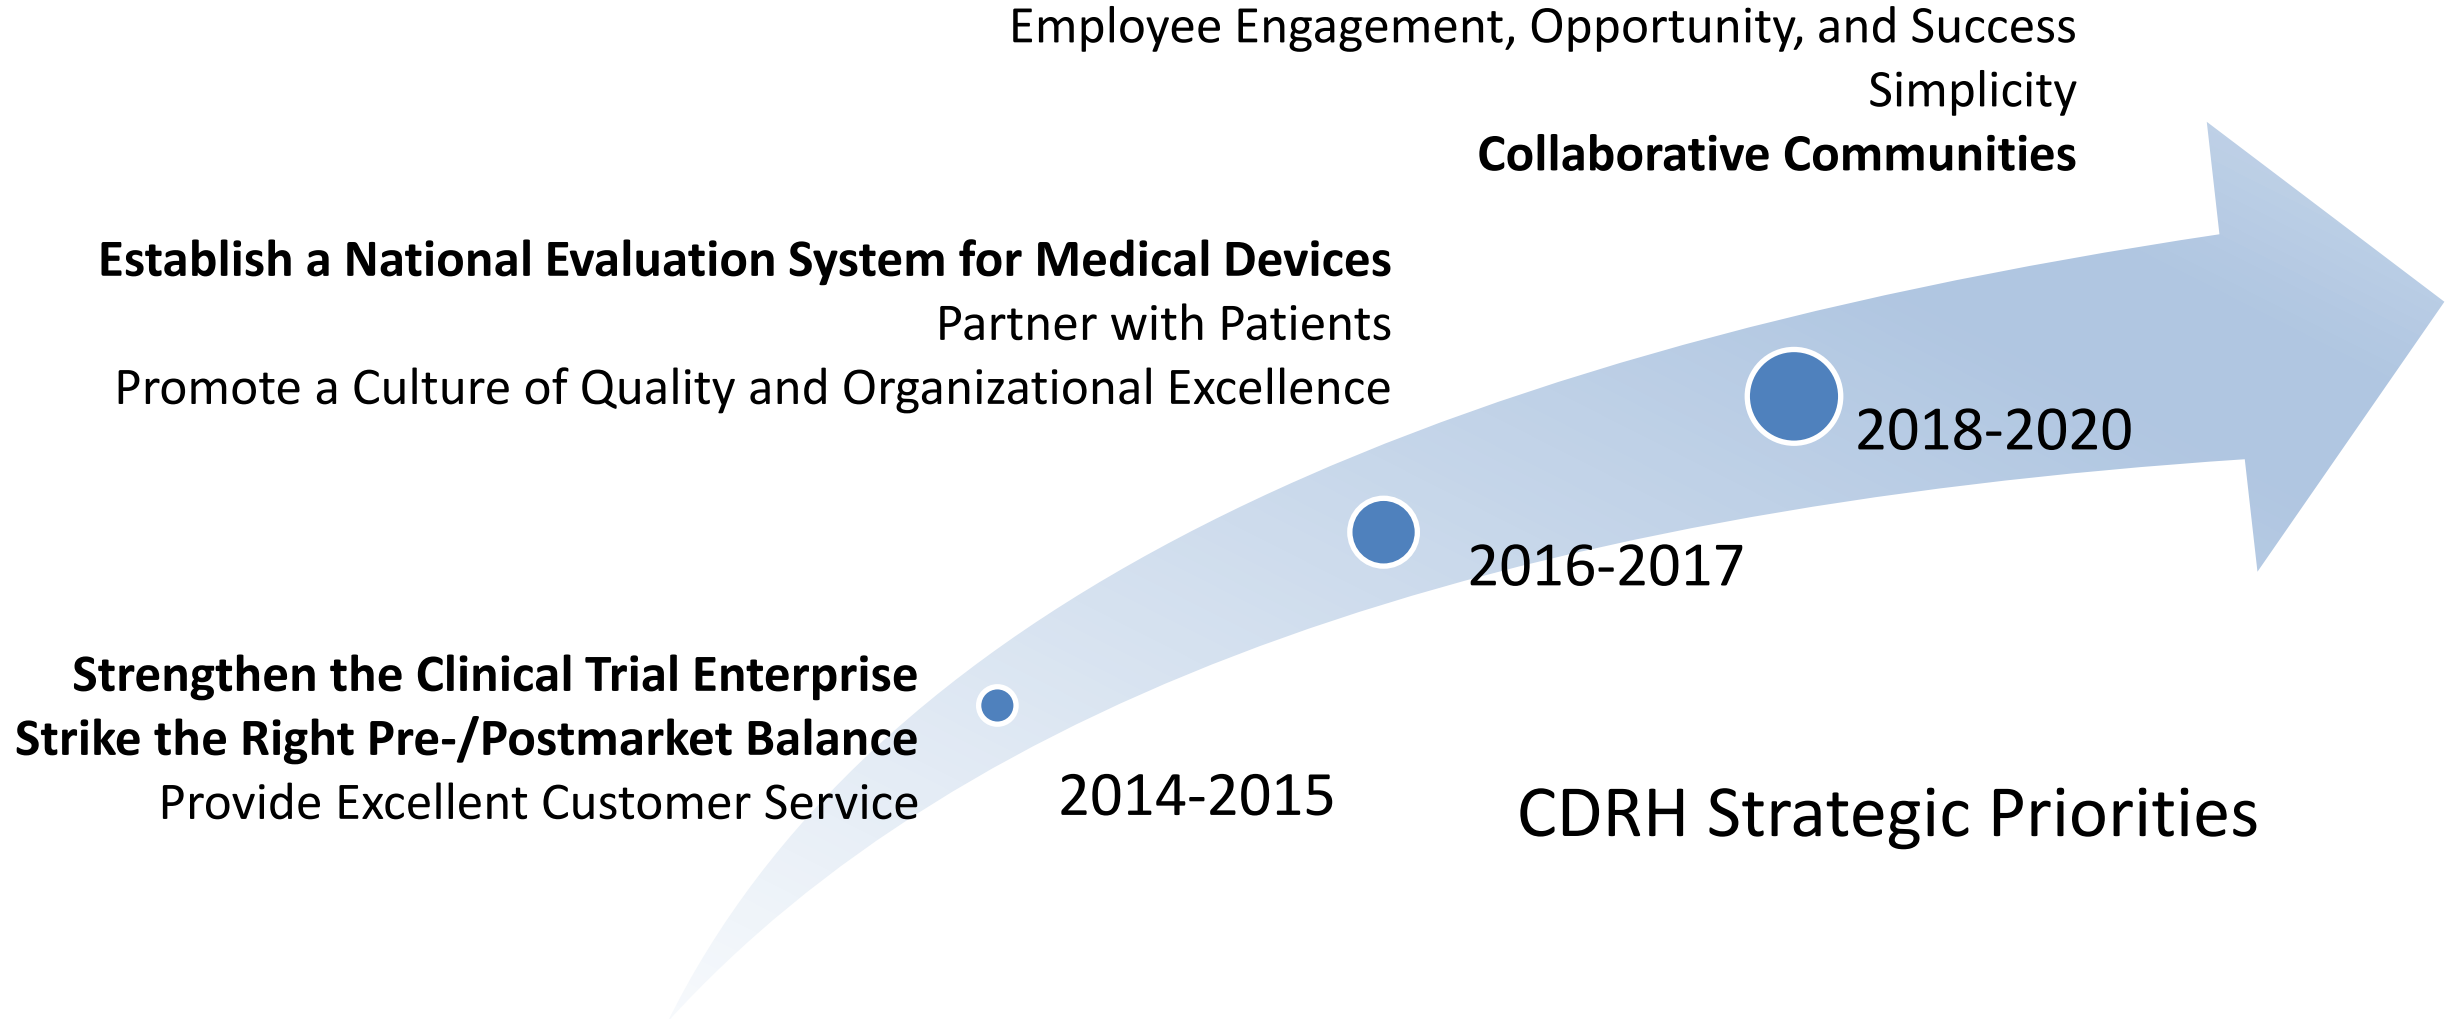 Employee Engagement, Opportunity, and Success
Simplicity
Collaborative Communities
Establish a National Evaluation System for Medical Devices
Partner with Patients
Promote a Culture of Quality and Organizational Excellence
2018-2020
2016-2017
Strengthen the Clinical Trial Enterprise
Strike the Right Pre-/Postmarket Balance
Provide Excellent Customer Service
2014-2015
CDRH Strategic Priorities